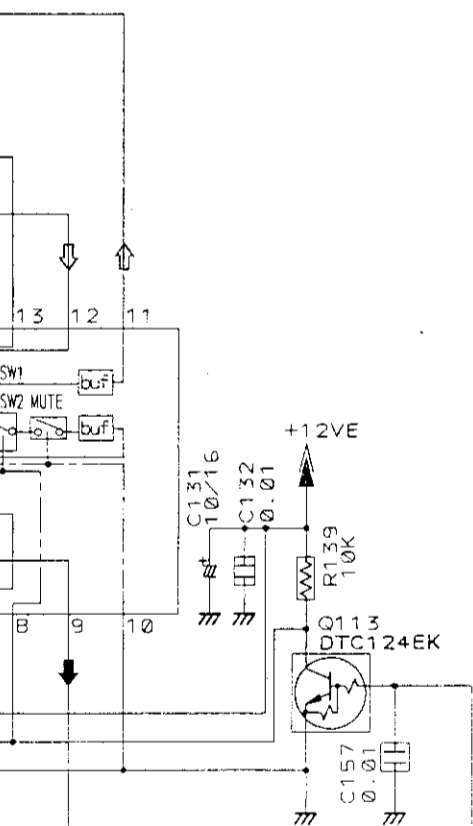 13 12 11
SW1
buf
SW2 MUTE
buf
+12VE
C131
10/16
C132
0.01
R139
10K
8 9 10
Q113
DTC124EK
C157
0.01